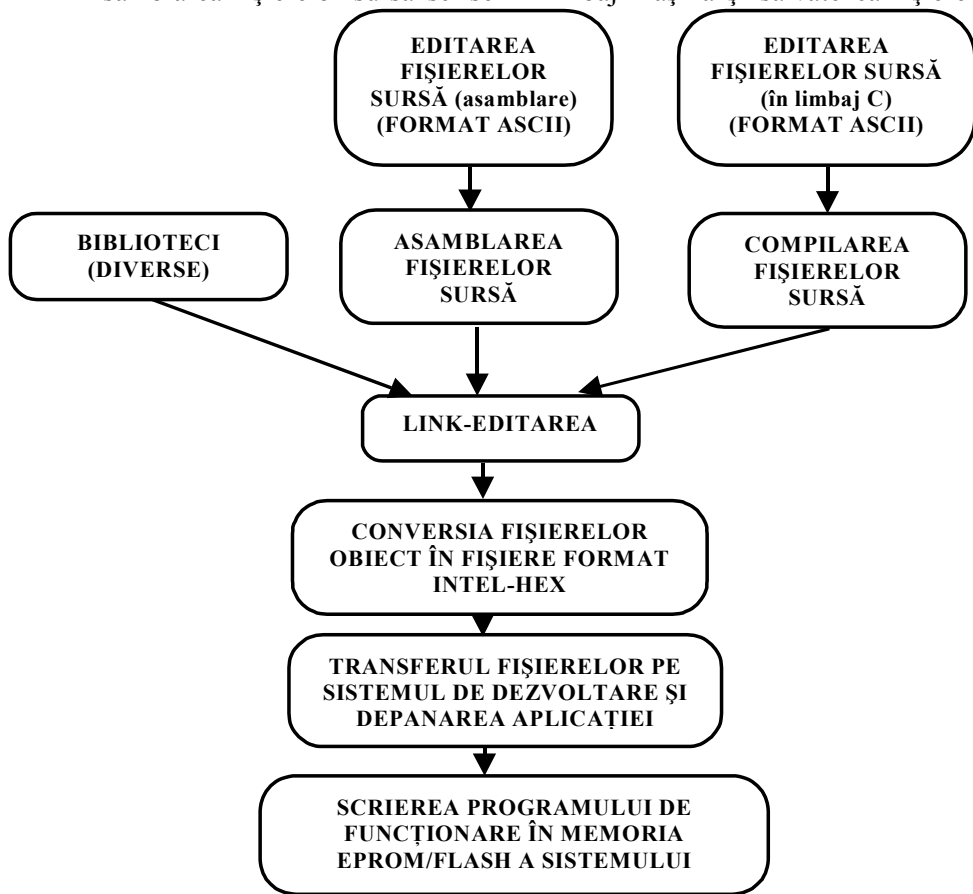 EDITAREA
FIŞIERELOR
SURSĂ (asamblare)
(FORMAT ASCII)
EDITAREA
FIŞIERELOR SURSĂ
(în limbaj C)
(FORMAT ASCII)
BIBLIOTECI
(DIVERSE)
ASAMBLAREA
FIŞIERELOR
SURSĂ
COMPILAREA
FIŞIERELOR
SURSĂ
LINK-EDITAREA
CONVERSIA FIŞIERELOR
OBIECT ÎN FIŞIERE FORMAT
INTEL-HEX
TRANSFERUL FIŞIERELOR PE
SISTEMUL DE DEZVOLTARE ŞI
DEPANAREA APLICAȚIEI
SCRIEREA PROGRAMULUI DE
FUNCȚIONARE ÎN MEMORIA
EPROM/FLASH A SISTEMULUI